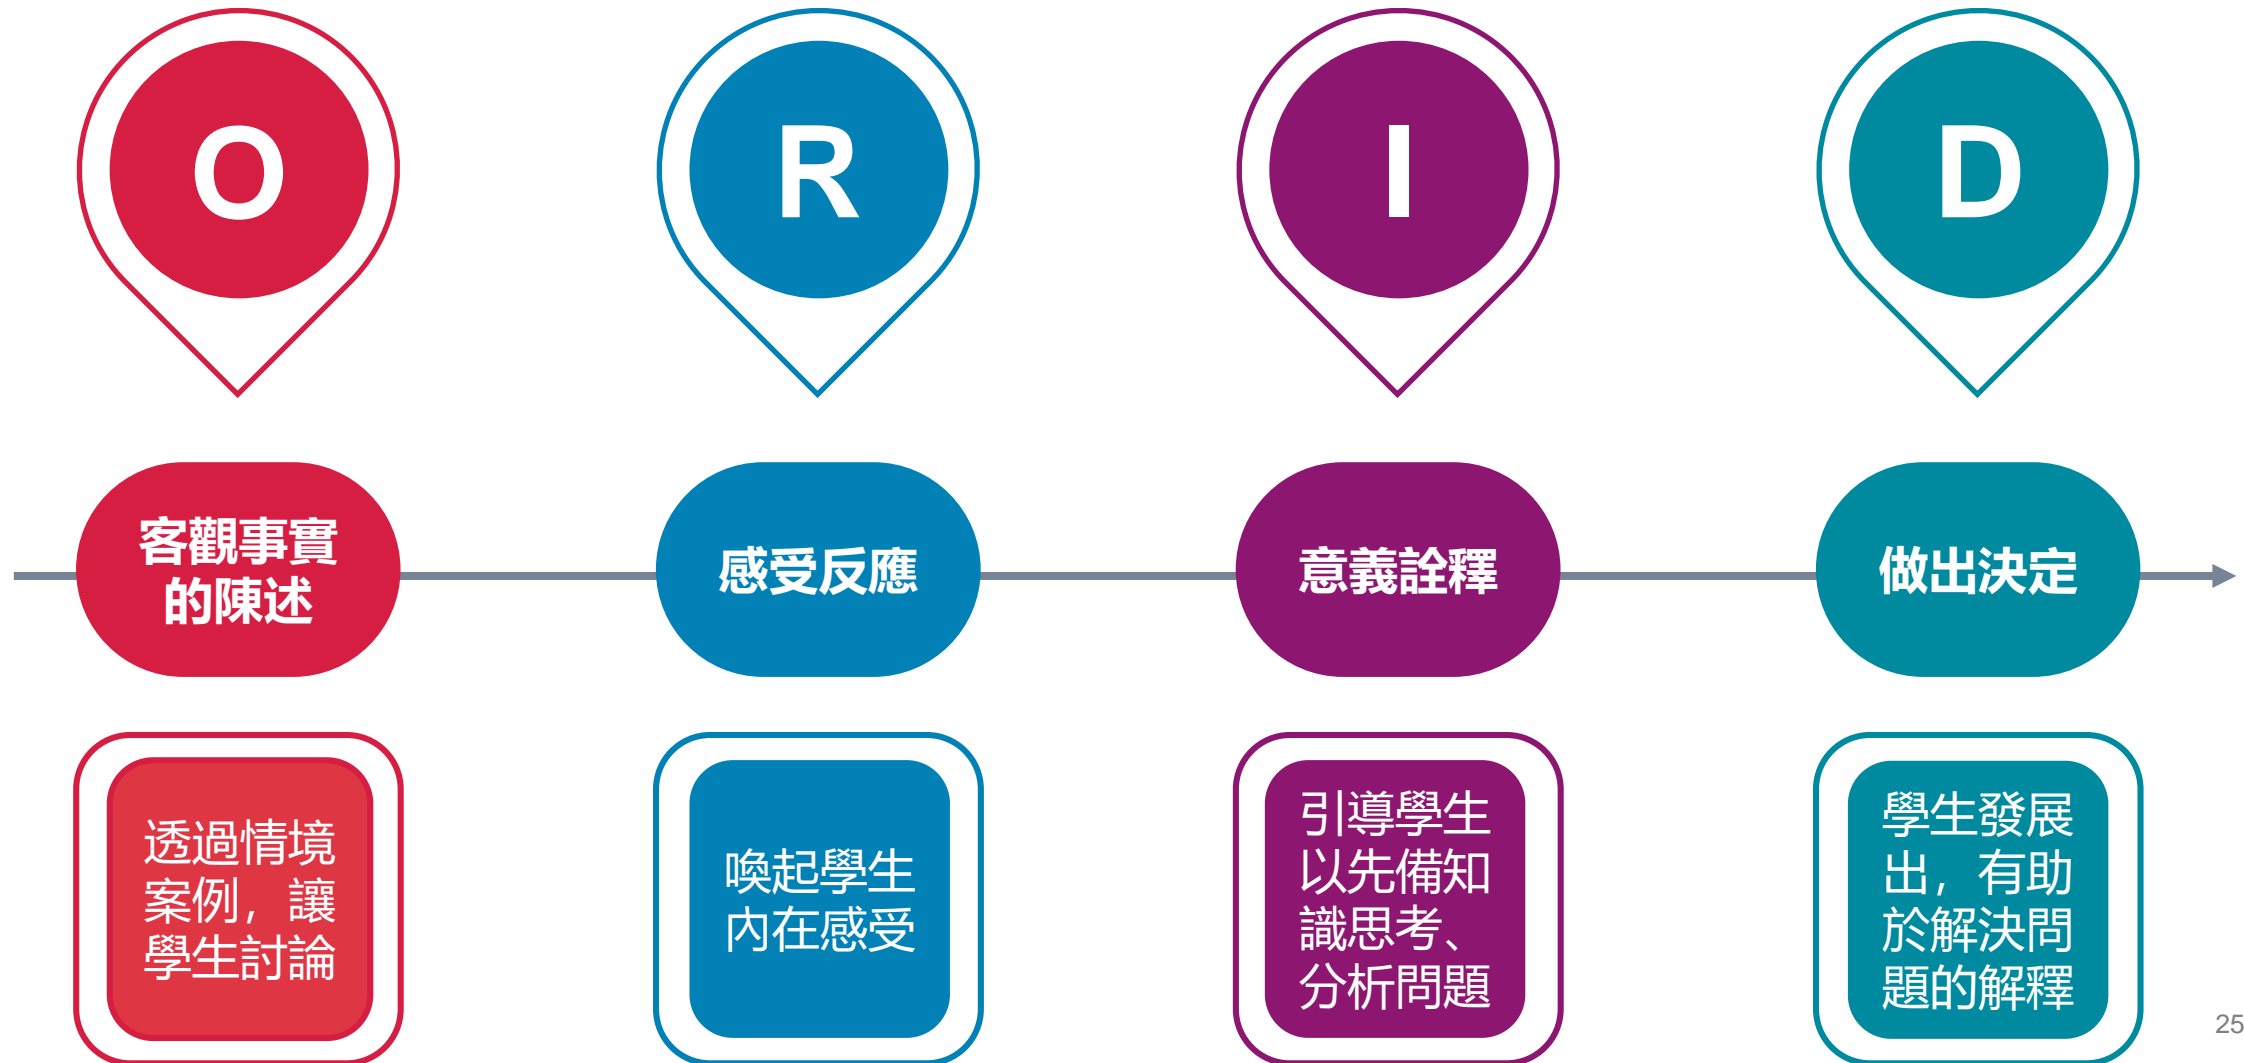 O
R
I
D
客觀事實
的陳述
感受反應
意義詮釋
做出決定
透過情境
案例，讓
學生討論
喚起學生
內在感受
引導學生
以先備知
識思考、
分析問題
學生發展
出，有助
於解決問
題的解釋
25